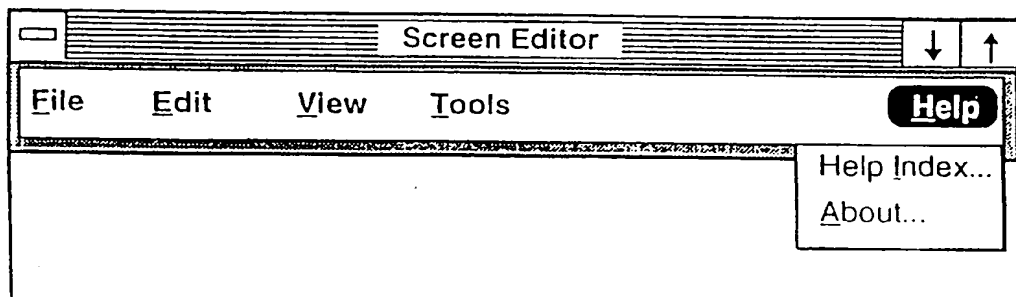 Screen Editor
File Edit View Tools Help
Help Index...
About...